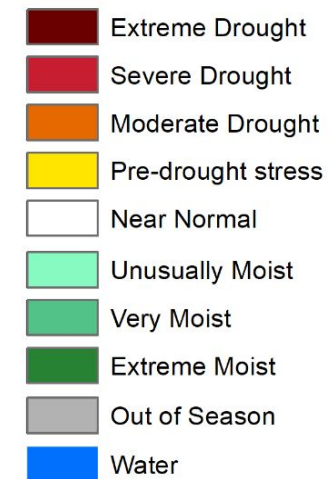 Extreme Drought
Severe Drought
Moderate Drought
Pre-drought stress
Near Normal
Unusually Moist
Very Moist
Extreme Moist
Out of Season
Water